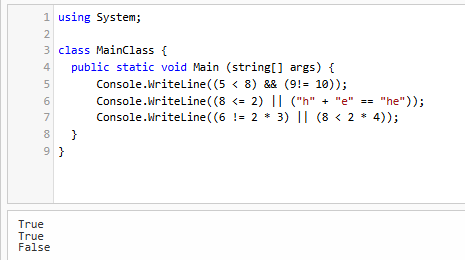 1 using System;
2
3 class MainClass {
4   public static void Main (string[] args) {
5       Console.WriteLine((5 < 8) && (9!= 10));
6       Console.WriteLine((8 <= 2) || ("h" + "e" == "he"));
7       Console.WriteLine((6 != 2 * 3) || (8 < 2 * 4));
8   }
9 }
True
True
False